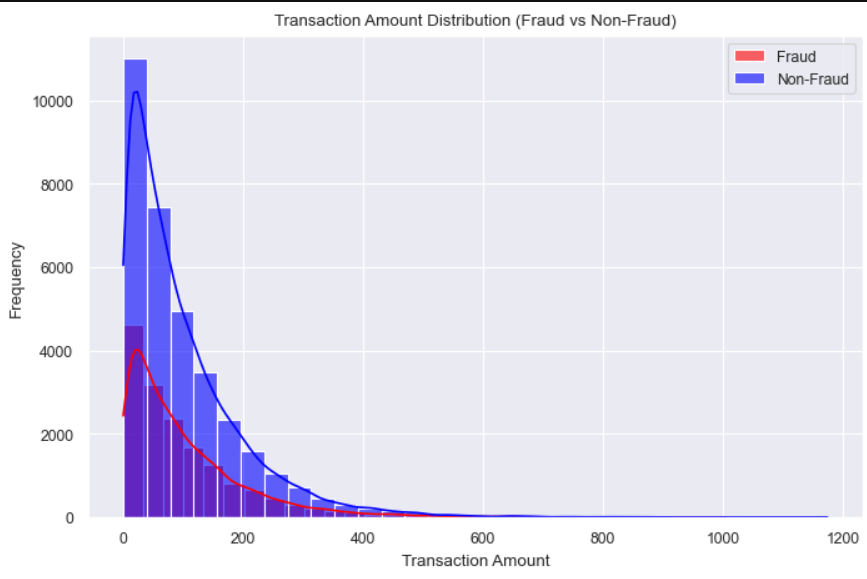 Transaction Amount Distribution (Fraud vs Non-Fraud)
Fraud
Non-Fraud
Frequency
10000
8000
6000
4000
2000
0
0 200 400 600 800 1000 1200
Transaction Amount